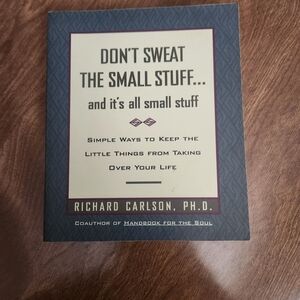 DON'T SWEAT
THE SMALL STUFF...
and it's all small stuff
SIMPLE WAYS TO KEEP THE
LITTLE THINGS FROM TAKING
OVER YOUR LIFE
RICHARD CARLSON, PH.D.
COAUTHOR OF HANDBOOK FOR THE SOUL